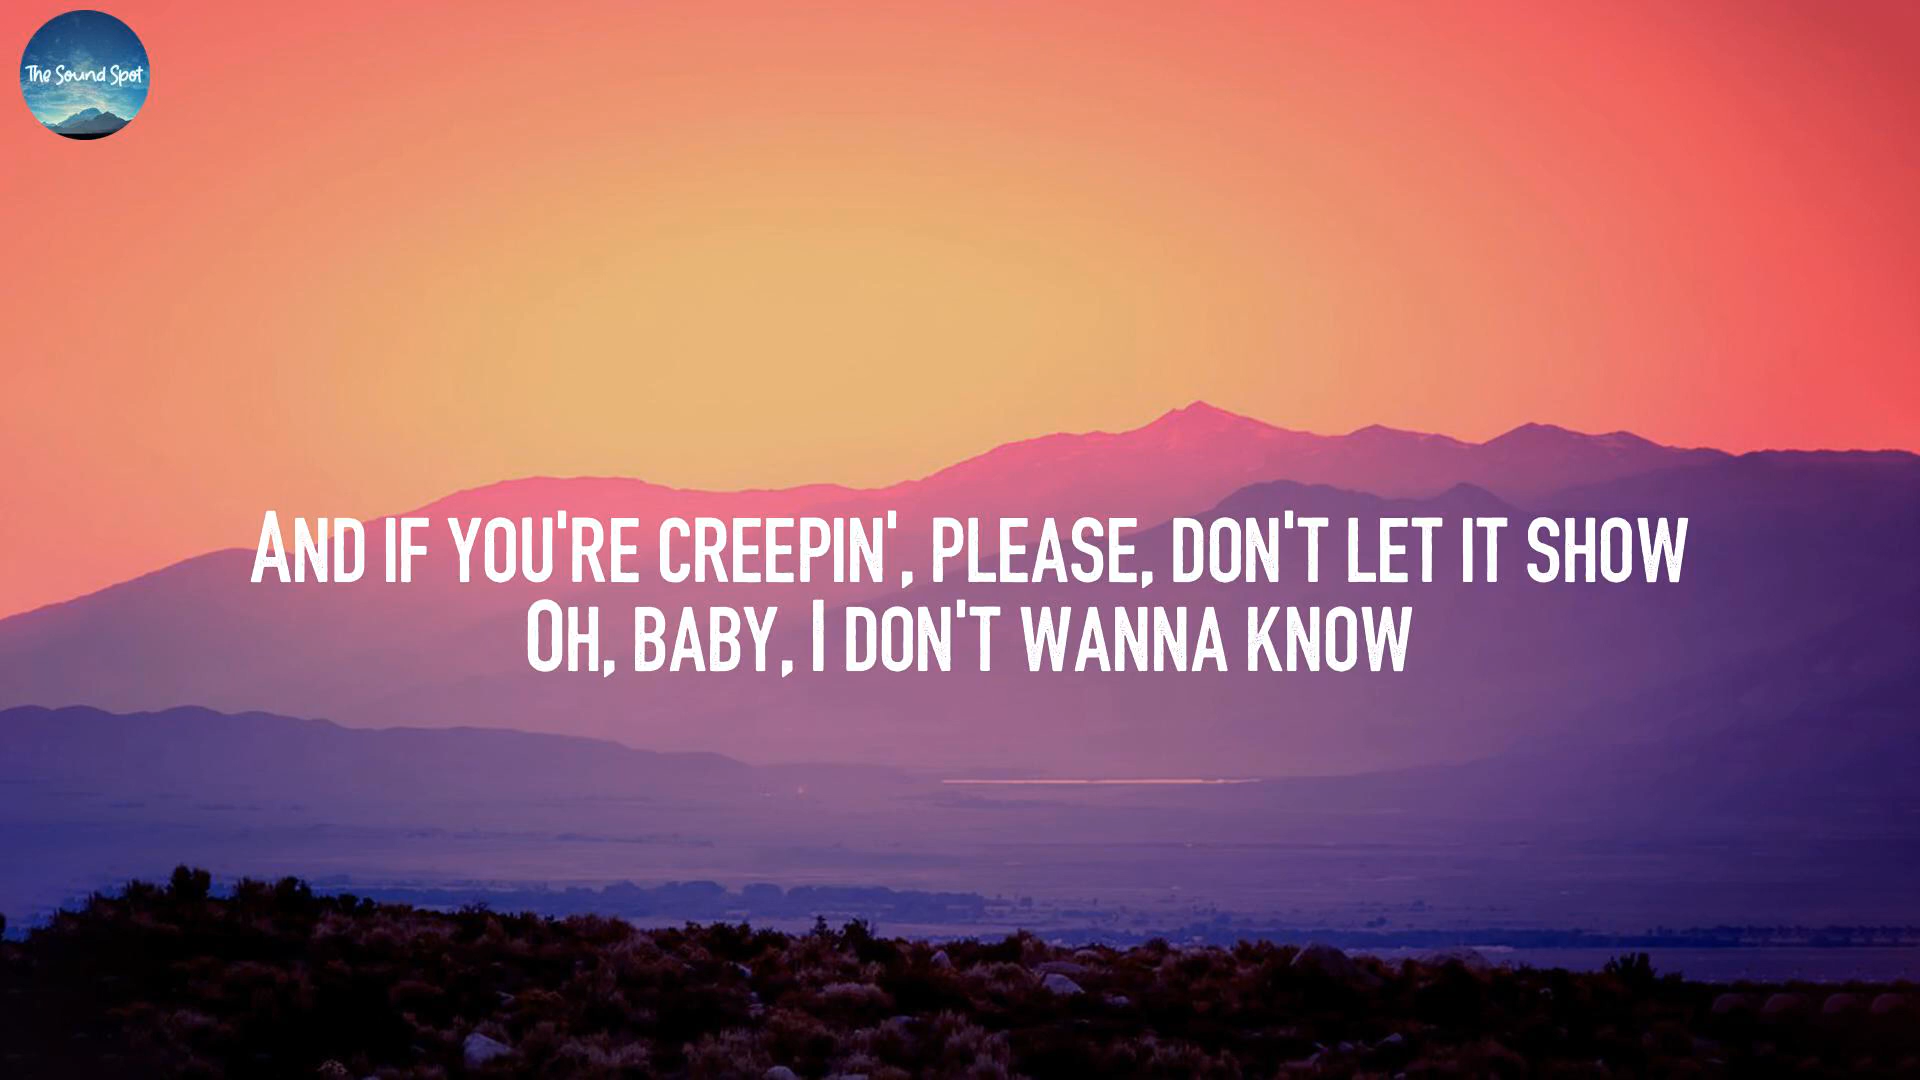 The Sound Spot
And if you're creepin', please, don't let it show
Oh, baby, I don't wanna know